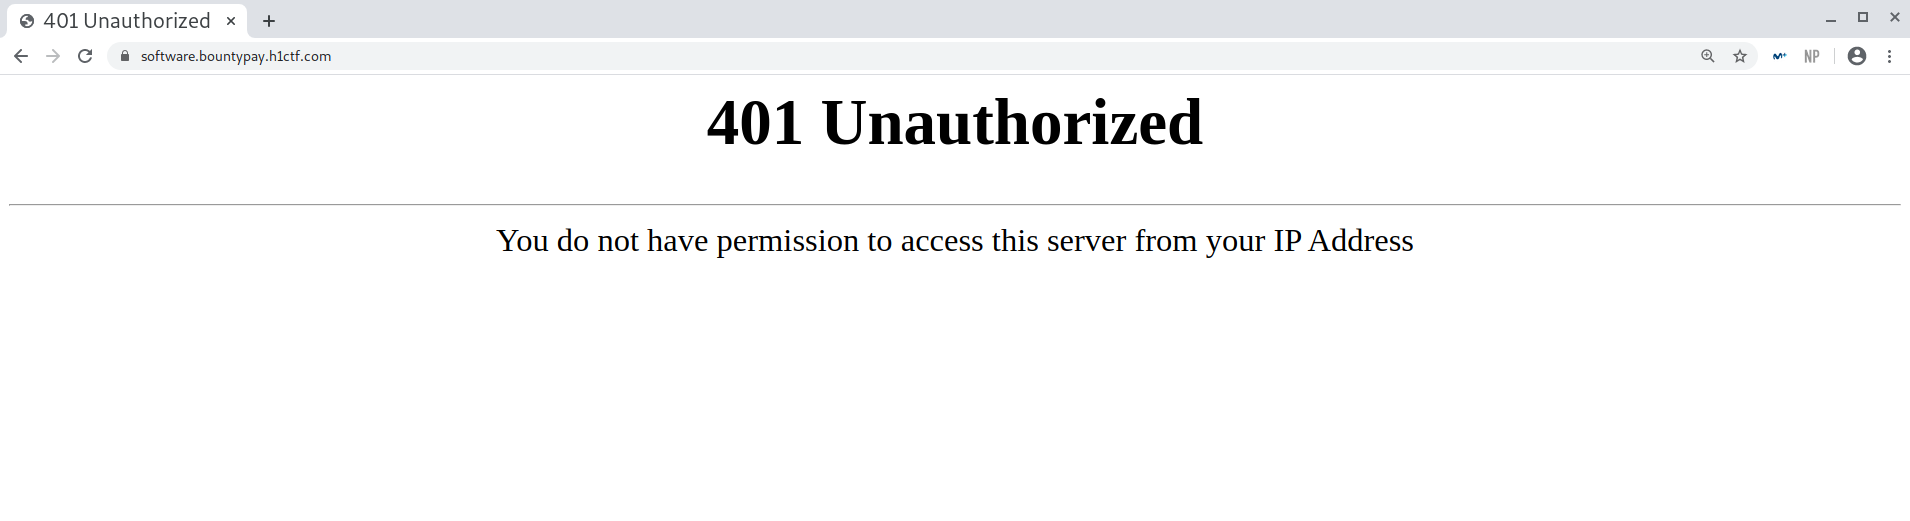 401 Unauthorized
software.bountypay.h1ctf.com
NP
401 Unauthorized
You do not have permission to access this server from your IP Address